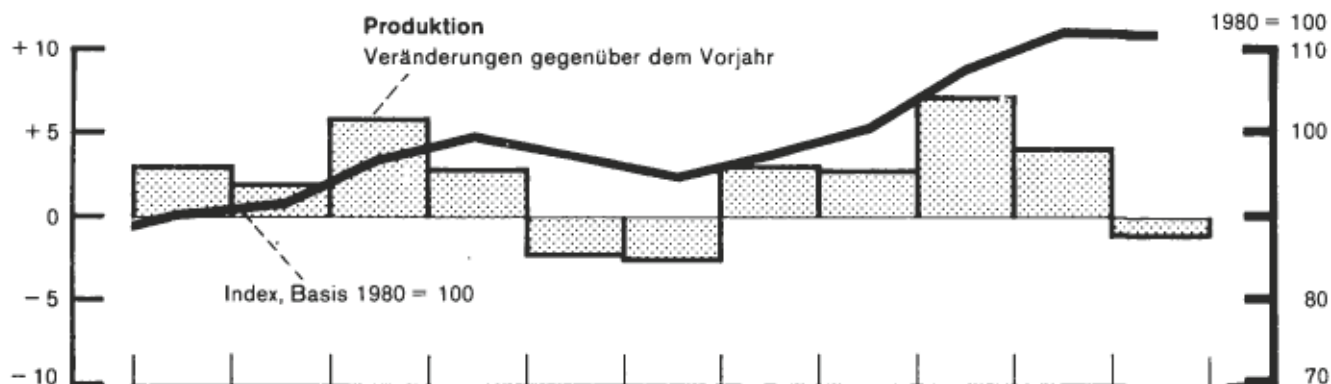 Produktion
Veränderungen gegenüber dem Vorjahr
1980 = 100
+ 10
+ 5
0
– 5
– 10
110
100
80
70
Index, Basis 1980 = 100